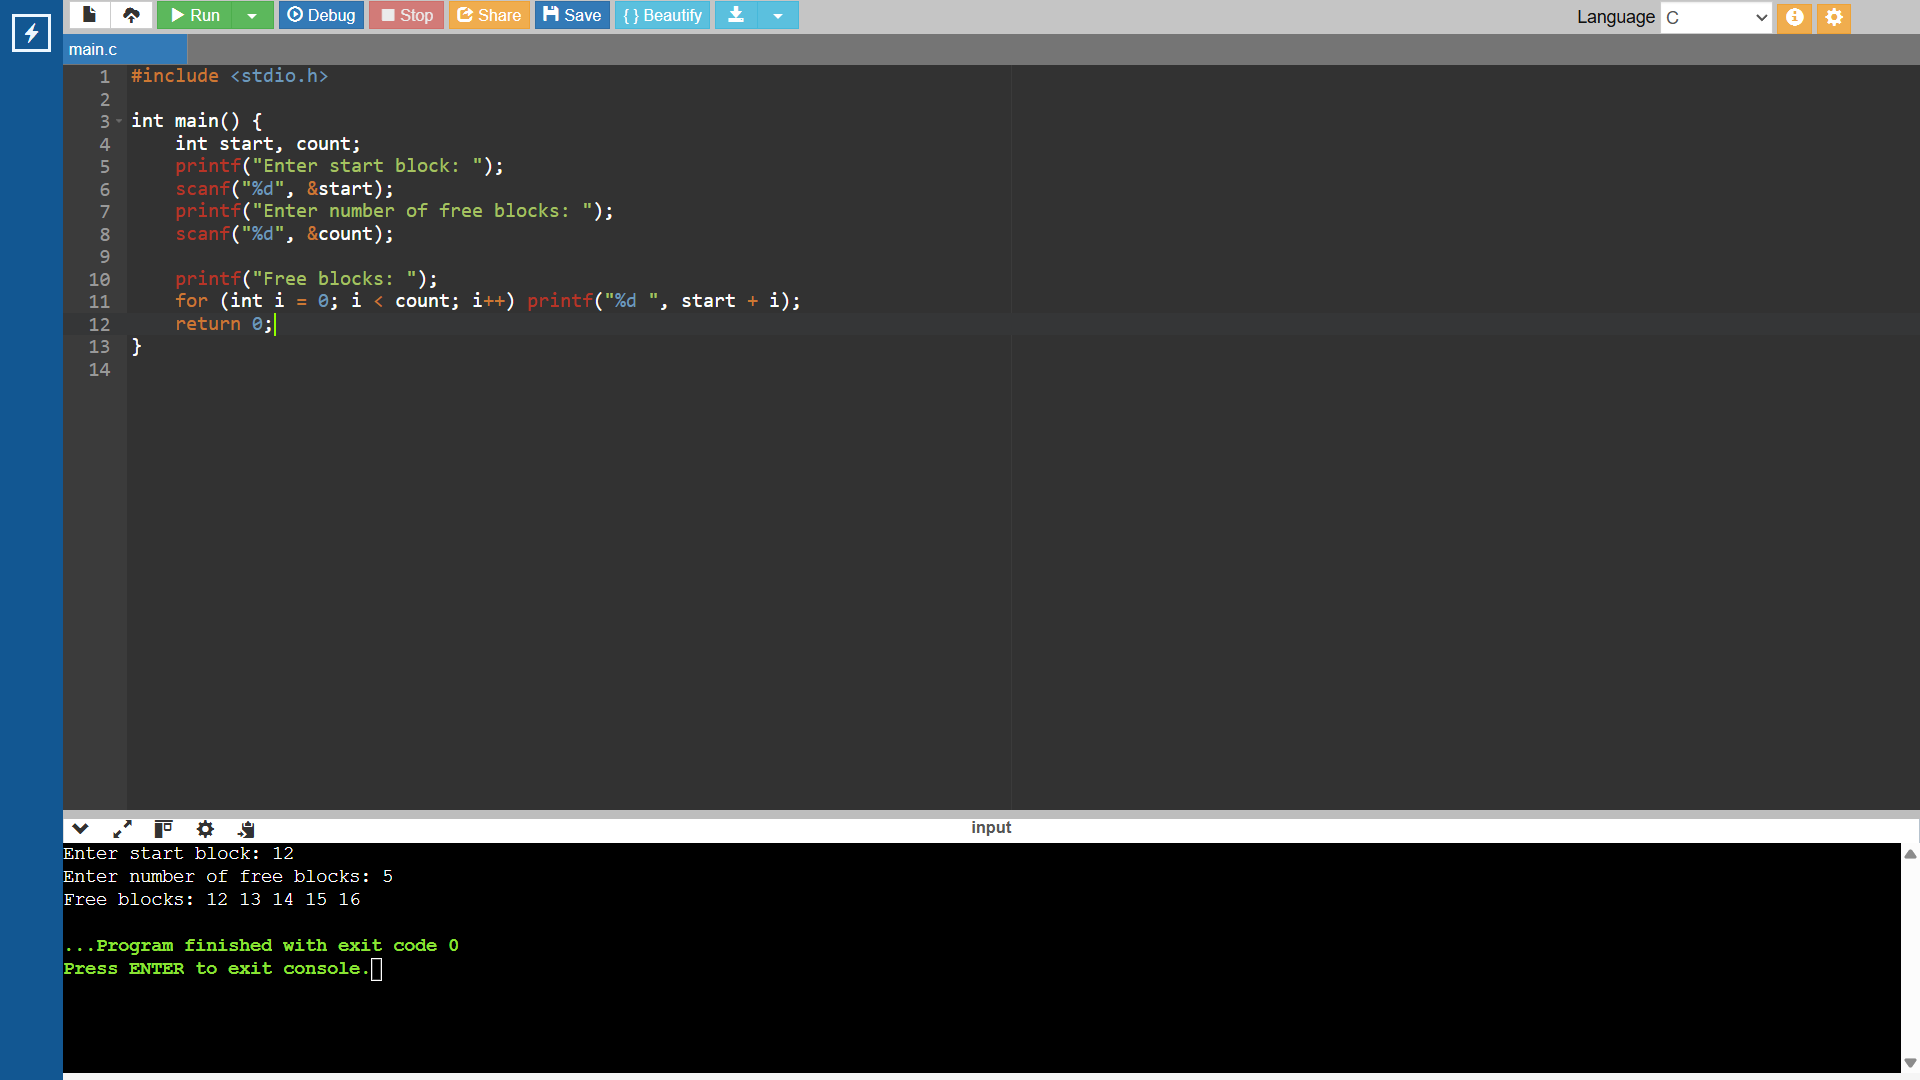 Run Debug Stop Share Save { } Beautify Language C
main.c
1 #include <stdio.h>
2
3 int main() {
4     int start, count;
5     printf("Enter start block: ");
6     scanf("%d", &start);
7     printf("Enter number of free blocks: ");
8     scanf("%d", &count);
9
10     printf("Free blocks: ");
11     for (int i = 0; i < count; i++) printf("%d ", start + i);
12     return 0;
13 }
14
input
Enter start block: 12
Enter number of free blocks: 5
Free blocks: 12 13 14 15 16
...Program finished with exit code 0
Press ENTER to exit console.